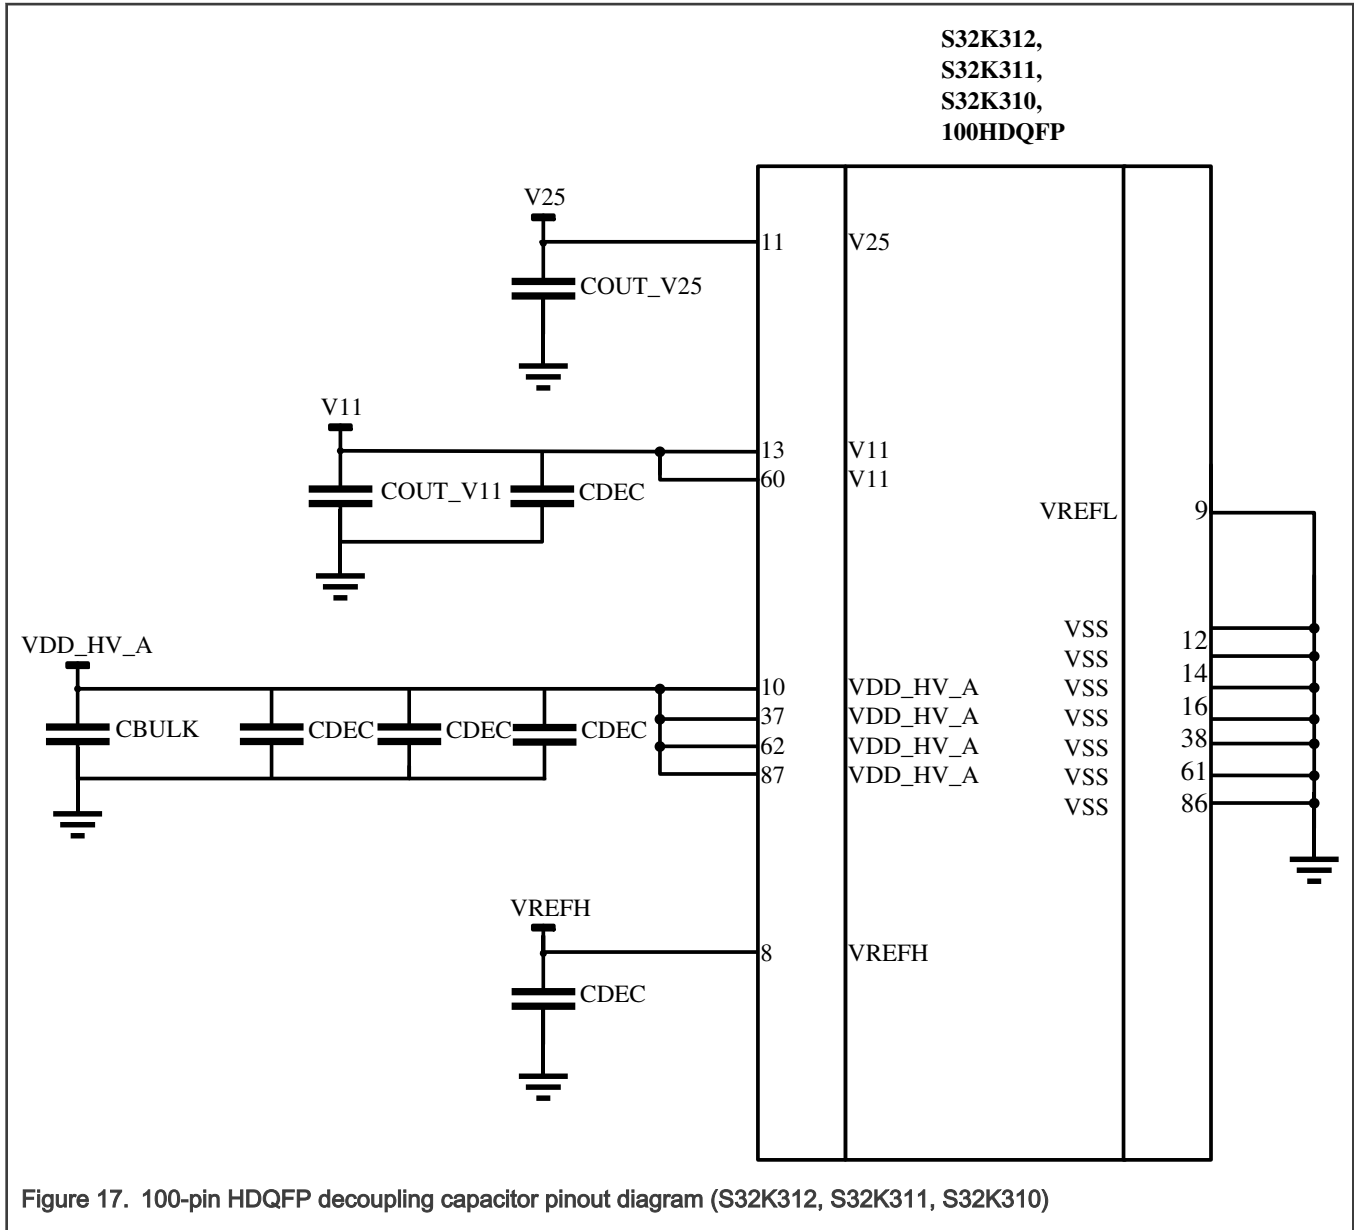 S32K312,
S32K311,
S32K310,
100HDQFP
V25
11 V25
COUT_V25
V11
13 V11
COUT_V11 CDEC 60 V11
VREFL 9
VSS 12
VSS
VSS 14
VSS 16
VSS 38
VSS 61
VSS 86
VDD_HV_A
10 VDD_HV_A
37 VDD_HV_A
CBULK CDEC CDEC CDEC
62 VDD_HV_A
87 VDD_HV_A
VREFH
8 VREFH
CDEC
Figure 17. 100-pin HDQFP decoupling capacitor pinout diagram (S32K312, S32K311, S32K310)